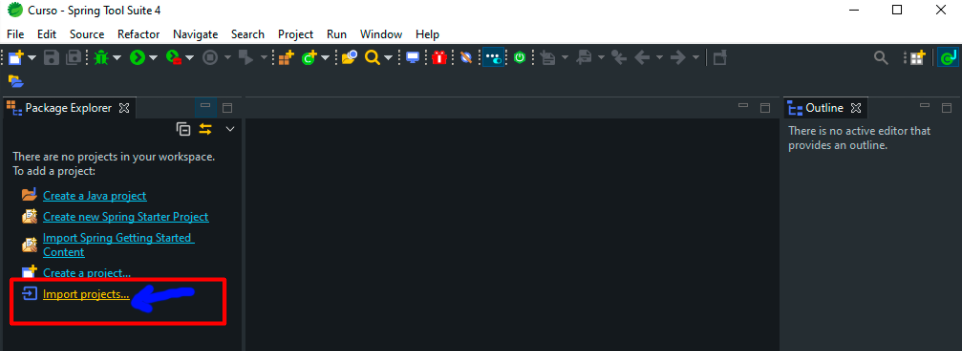 Curso - Spring Tool Suite 4
File Edit Source Refactor Navigate Search Project Run Window Help
Package Explorer
Outline
There are no projects in your workspace.
To add a project:
Create a Java project
Create new Spring Starter Project
Import Spring Getting Started
Content
Create a project...
Import projects...
There is no active editor that
provides an outline.